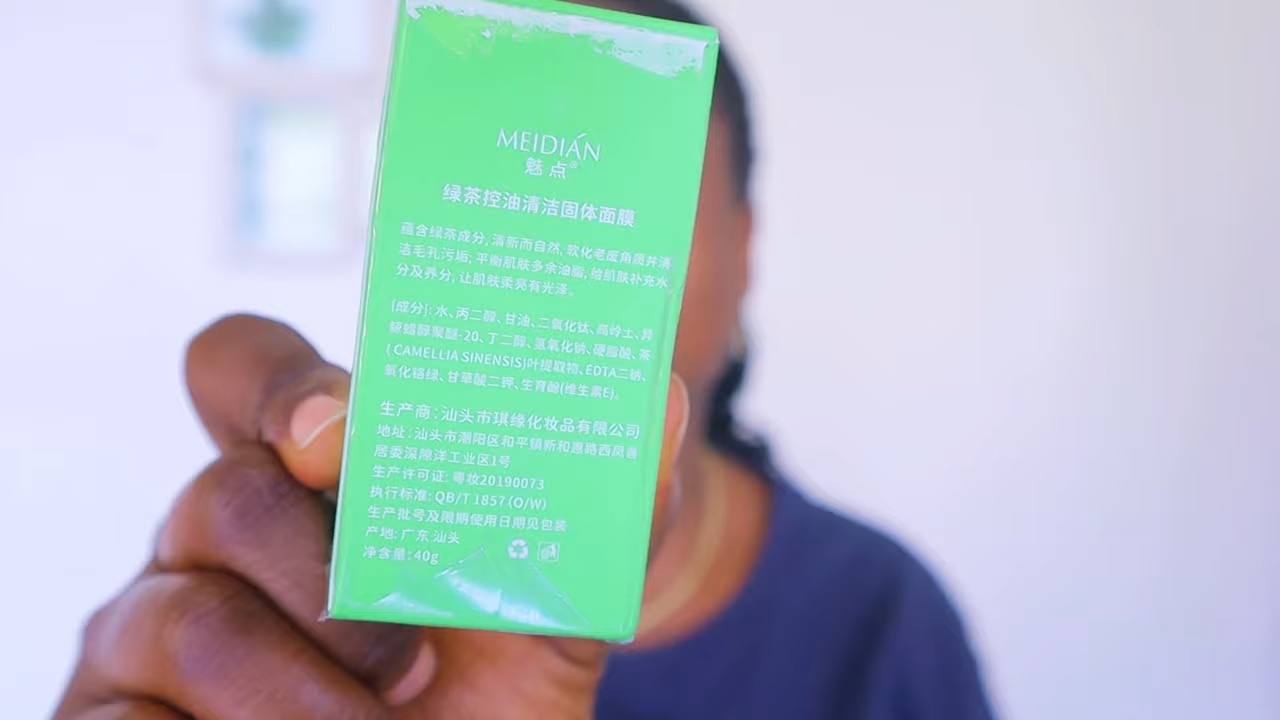 MEIDIÁN
魅点®
绿茶控油清洁固体面膜
蕴含绿茶成分, 清新而自然, 软化老废角质并清
洁毛孔污垢; 平衡肌肤多余油脂, 给肌肤补充水
分及养分, 让肌肤柔亮有光泽。
[成分]: 水、丙二醇、甘油、二氧化钛、高岭土、异
鲸蜡醇聚醚-20、丁二醇、氢氧化钠、硬脂酸、茶
(CAMELLIA SINENSIS)叶提取物、EDTA二钠、
氧化铬绿、甘草酸二钾、生育酚(维生素E)。
生产商: 汕头市琪缘化妆品有限公司
地址: 汕头市潮阳区和平镇新和惠路西凤善
居委深隙洋工业区1号
生产许可证: 粤妆20190073
执行标准: QB/T 1857 (O/W)
生产批号及限期使用日期见包装
产地: 广东 汕头
净含量: 40g